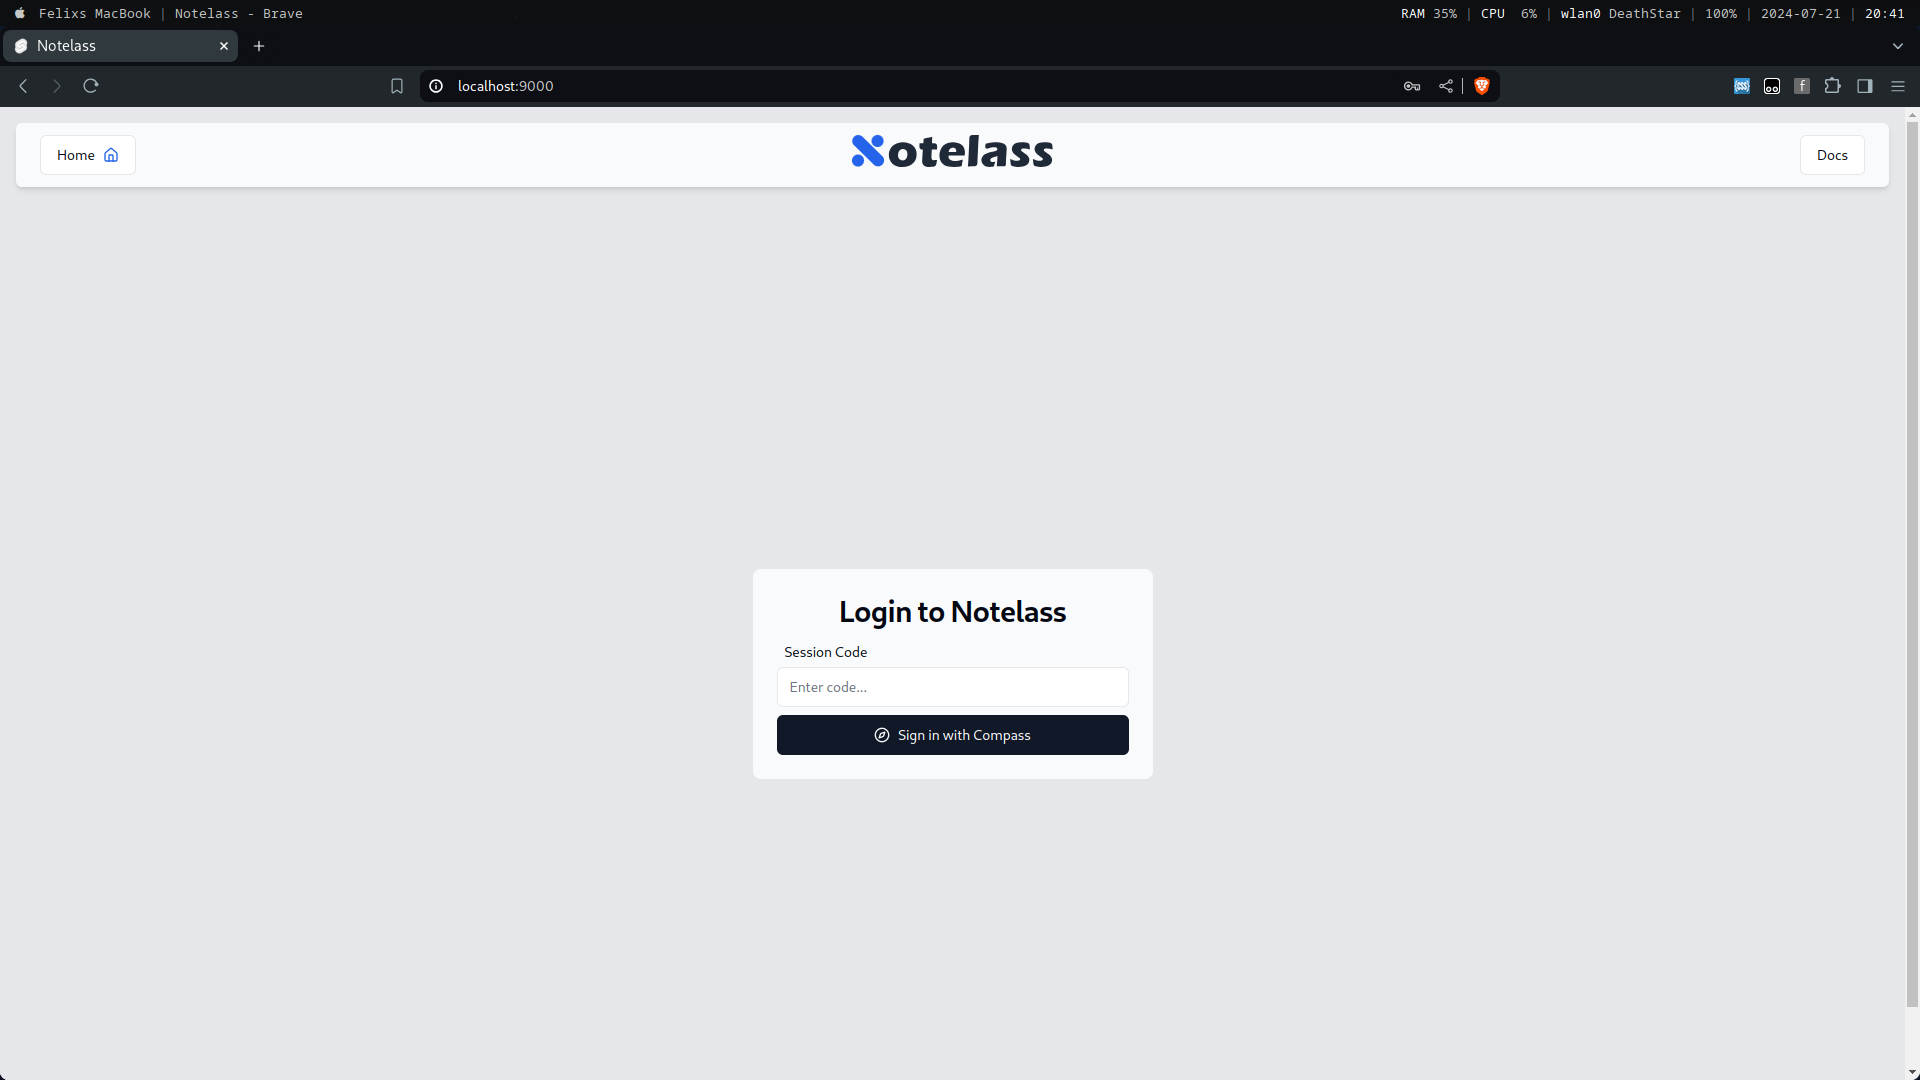 Felixs MacBook | Notelass - Brave
RAM 35% | CPU 6% | wlan0 DeathStar | 100% | 2024-07-21 | 20:41
Notelass
localhost:9000
Home
Notelass
Docs
Login to Notelass
Session Code
Enter code...
Sign in with Compass